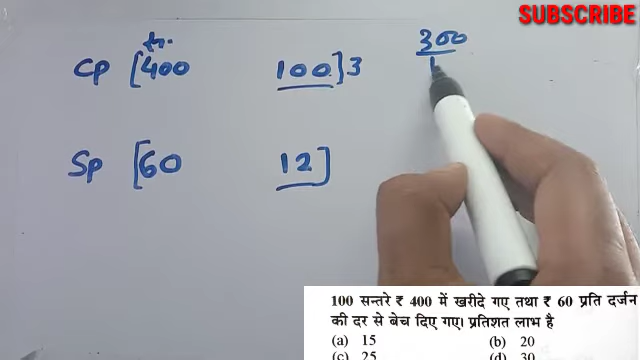 SUBSCRIBE
Cp [400 100]3
300
Sp [60 12]
100 सन्तरे ₹ 400 में खरीदे गए तथा ₹ 60 प्रति दर्जन
की दर से बेच दिए गए। प्रतिशत लाभ है
(a) 15 (b) 20
(c) 25 (d) 30